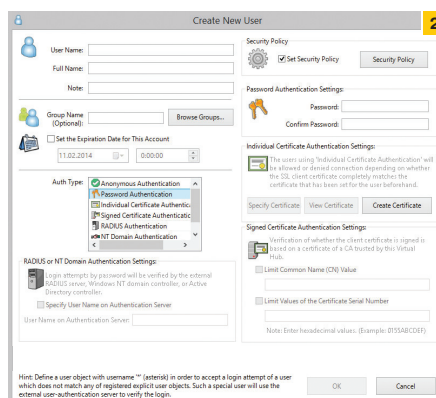 Create New User
2
User Name:
Full Name:
Note:
Group Name
(Optional):
Browse Groups...
Set the Expiration Date for This Account
11.02.2014
0:00:00
Auth Type:
Anonymous Authentication
Password Authentication
Individual Certificate Authentic
Signed Certificate Authenticatic
RADIUS Authentication
NT Domain Authentication
RADIUS or NT Domain Authentication Settings:
Login attempts by password will be verified by the external
RADIUS server, Windows NT domain controller, or Active
Directory controller.
Specify User Name on Authentication Server
User Name on Authentication Server:
Security Policy
Set Security Policy
Security Policy
Password Authentication Settings:
Password:
Confirm Password:
Individual Certificate Authentication Settings:
The users using 'Individual Certificate Authentication' will
be allowed or denied connection depending on whether
the SSL client certificate completely matches the
certificate that has been set for the user beforehand.
Specify Certificate
View Certificate
Create Certificate
Signed Certificate Authentication Settings:
Verification of whether the client certificate is signed is
based on a certificate of a CA trusted by this Virtual
Hub.
Limit Common Name (CN) Value
Limit Values of the Certificate Serial Number
Note: Enter hexadecimal values. (Example: 0155ABCDEF)
Hint: Define a user object with username '*' (asterisk) in order to accept a login attempt of a user
which does not match any of registered explicit user objects. Such a special user will use the
external user-authentication server to verify the login.
OK
Cancel